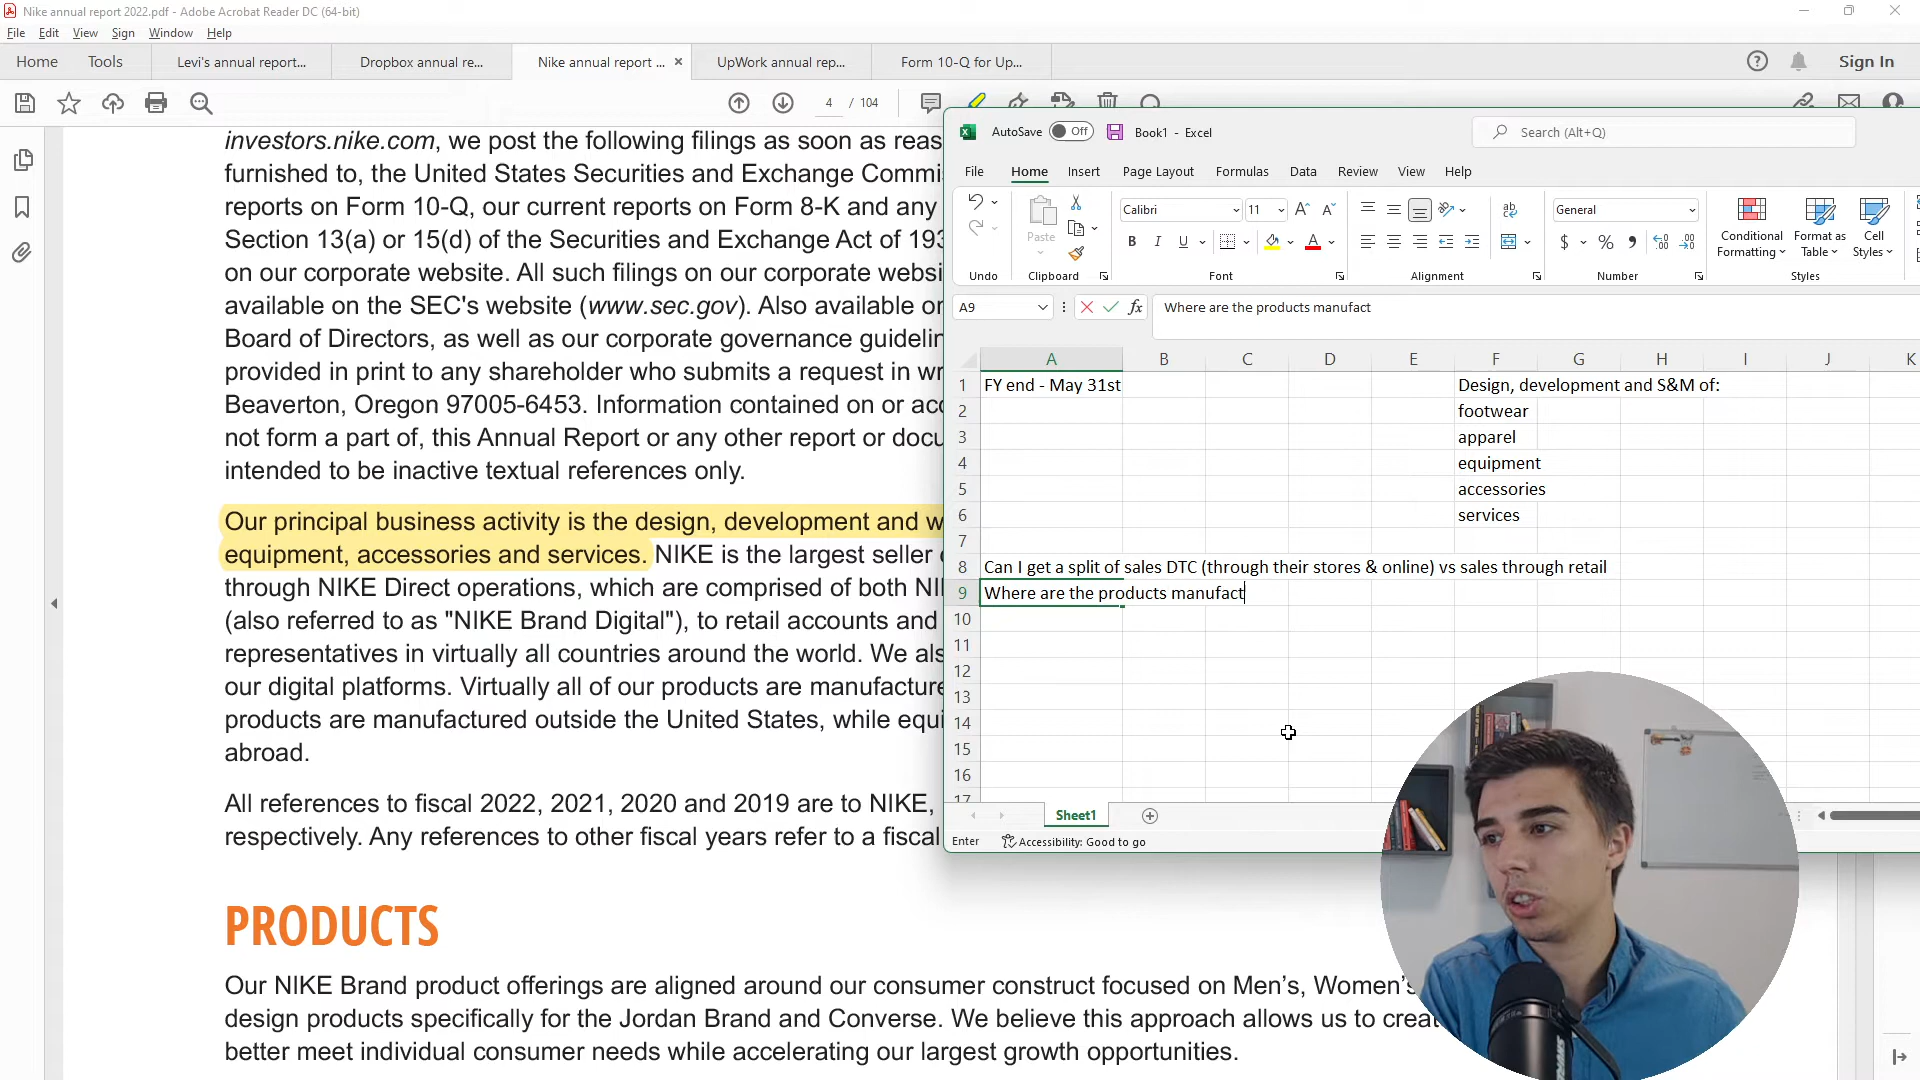 Nike annual report 2022.pdf - Adobe Acrobat Reader DC (64-bit)
File Edit View Sign Window Help
Home Tools Levi's annual report... Dropbox annual re... Nike annual report ... × UpWork annual rep... Form 10-Q for Up... Sign In
4 / 104
investors.nike.com, we post the following filings as soon as reas
furnished to, the United States Securities and Exchange Commi
reports on Form 10-Q, our current reports on Form 8-K and any
Section 13(a) or 15(d) of the Securities and Exchange Act of 193
on our corporate website. All such filings on our corporate websi
available on the SEC's website (www.sec.gov). Also available or
Board of Directors, as well as our corporate governance guidelin
provided in print to any shareholder who submits a request in wr
Beaverton, Oregon 97005-6453. Information contained on or acc
not form a part of, this Annual Report or any other report or docu
intended to be inactive textual references only.
Our principal business activity is the design, development and w
equipment, accessories and services. NIKE is the largest seller
through NIKE Direct operations, which are comprised of both NI
(also referred to as "NIKE Brand Digital"), to retail accounts and
representatives in virtually all countries around the world. We als
our digital platforms. Virtually all of our products are manufacture
products are manufactured outside the United States, while equi
abroad.
All references to fiscal 2022, 2021, 2020 and 2019 are to NIKE,
respectively. Any references to other fiscal years refer to a fiscal
PRODUCTS
Our NIKE Brand product offerings are aligned around our consumer construct focused on Men's, Women's
design products specifically for the Jordan Brand and Converse. We believe this approach allows us to creat
better meet individual consumer needs while accelerating our largest growth opportunities.
AutoSave Off Book1 - Excel Search (Alt+Q)
File Home Insert Page Layout Formulas Data Review View Help
Calibri 11 General
Paste B I U A $ % Conditional Formatting Format as Table Cell Styles
Undo Clipboard Font Alignment Number Styles
A9 fx Where are the products manufact
A B C D E F G H I J K
1 FY end - May 31st Design, development and S&M of:
2 footwear
3 apparel
4 equipment
5 accessories
6 services
7
8 Can I get a split of sales DTC (through their stores & online) vs sales through retail
9 Where are the products manufact
10
11
12
13
14
15
16
17
Sheet1
Enter Accessibility: Good to go